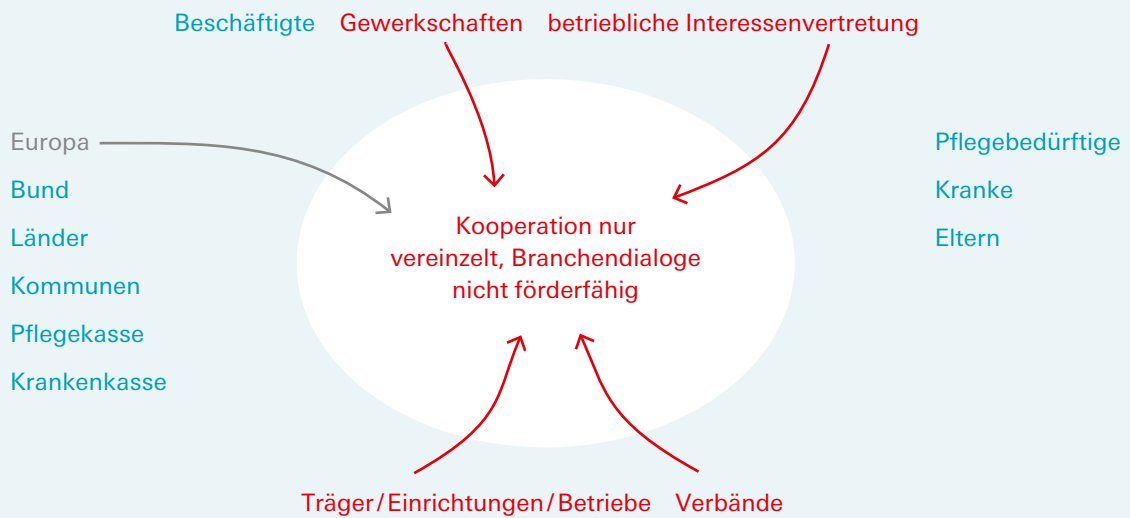 Beschäftigte Gewerkschaften betriebliche Interessenvertretung
Europa
Bund
Länder
Kommunen
Pflegekasse
Krankenkasse
Kooperation nur
vereinzelt, Branchendialoge
nicht förderfähig
Pflegebedürftige
Kranke
Eltern
Träger/Einrichtungen/Betriebe Verbände